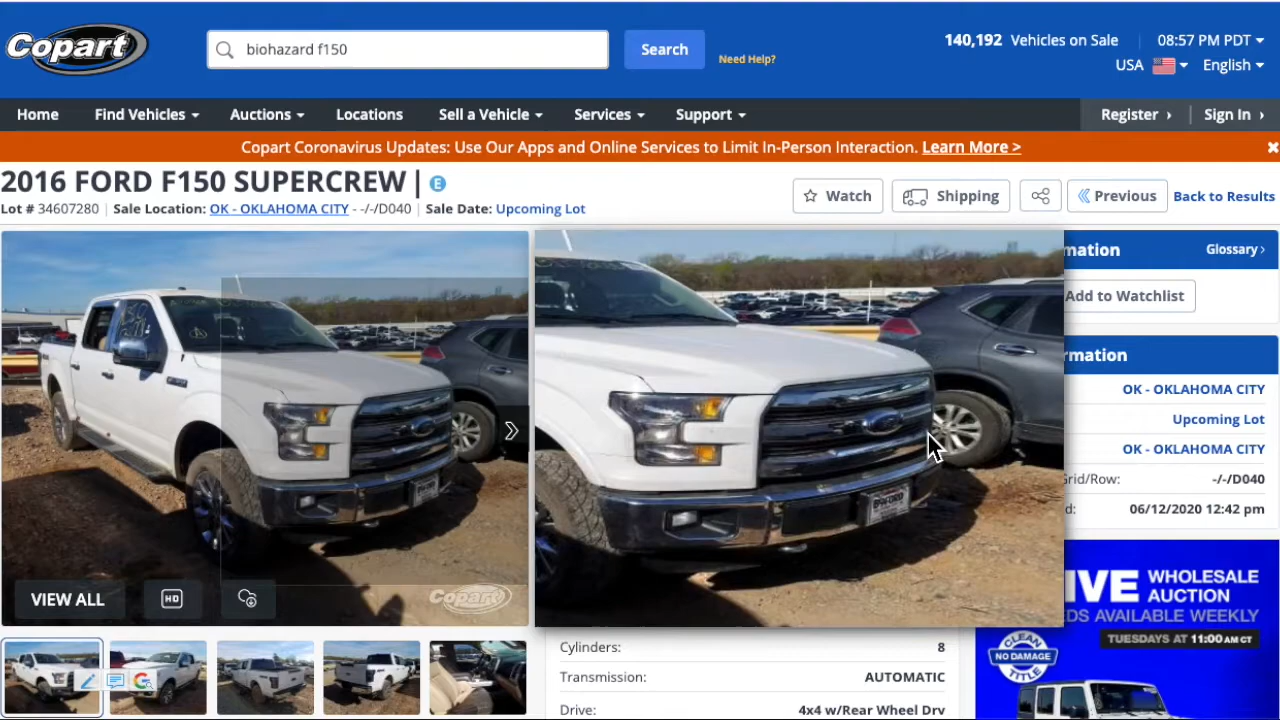 Copart
biohazard f150
Search
Need Help?
140,192 Vehicles on Sale
08:57 PM PDT
USA
English
Home
Find Vehicles
Auctions
Locations
Sell a Vehicle
Services
Support
Register ›
Sign In ›
Copart Coronavirus Updates: Use Our Apps and Online Services to Limit In-Person Interaction. Learn More >
2016 FORD F150 SUPERCREW | E
Watch
Shipping
Previous
Back to Results
Lot # 34607280 | Sale Location: OK - OKLAHOMA CITY - -/-/D040 | Sale Date: Upcoming Lot
mation
Glossary ›
Add to Watchlist
rmation
OK - OKLAHOMA CITY
Upcoming Lot
OK - OKLAHOMA CITY
Grid/Row: -/-/D040
d: 06/12/2020 12:42 pm
VIEW ALL
HD
Copart
Cylinders: 8
Transmission: AUTOMATIC
Drive: 4x4 w/Rear Wheel Drv
IVE WHOLESALE
AUCTION
DS AVAILABLE WEEKLY
TUESDAYS AT 11:00 AM CT
CLEAN
NO DAMAGE
TITLE